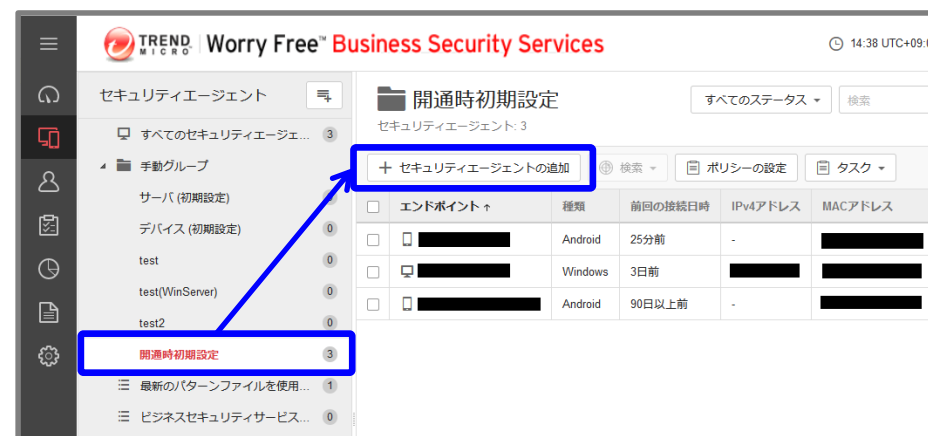 TREND MICRO Worry Free™ Business Security Services
14:38 UTC+09:
セキュリティエージェント
すべてのセキュリティエージェ... 3
手動グループ
サーバ (初期設定)
デバイス (初期設定) 0
test 0
test(WinServer) 0
test2 0
開通時初期設定 3
最新のパターンファイルを使用... 1
ビジネスセキュリティサービス... 0
開通時初期設定
セキュリティエージェント: 3
すべてのステータス
検索
+ セキュリティエージェントの追加 検索 ポリシーの設定 タスク
エンドポイント↑ 種類 前回の接続日時 IPv4アドレス MACアドレス
Android 25分前 -
Windows 3日前
Android 90日以上前 -